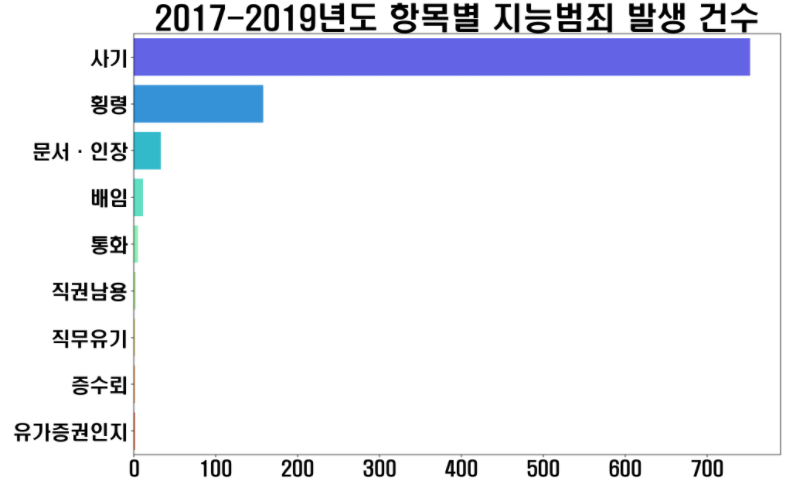 2017-2019년도 항목별 지능범죄 발생 건수
사기
횡령
문서 · 인장
배임
통화
직권남용
직무유기
증수뢰
유가증권인지
0 100 200 300 400 500 600 700